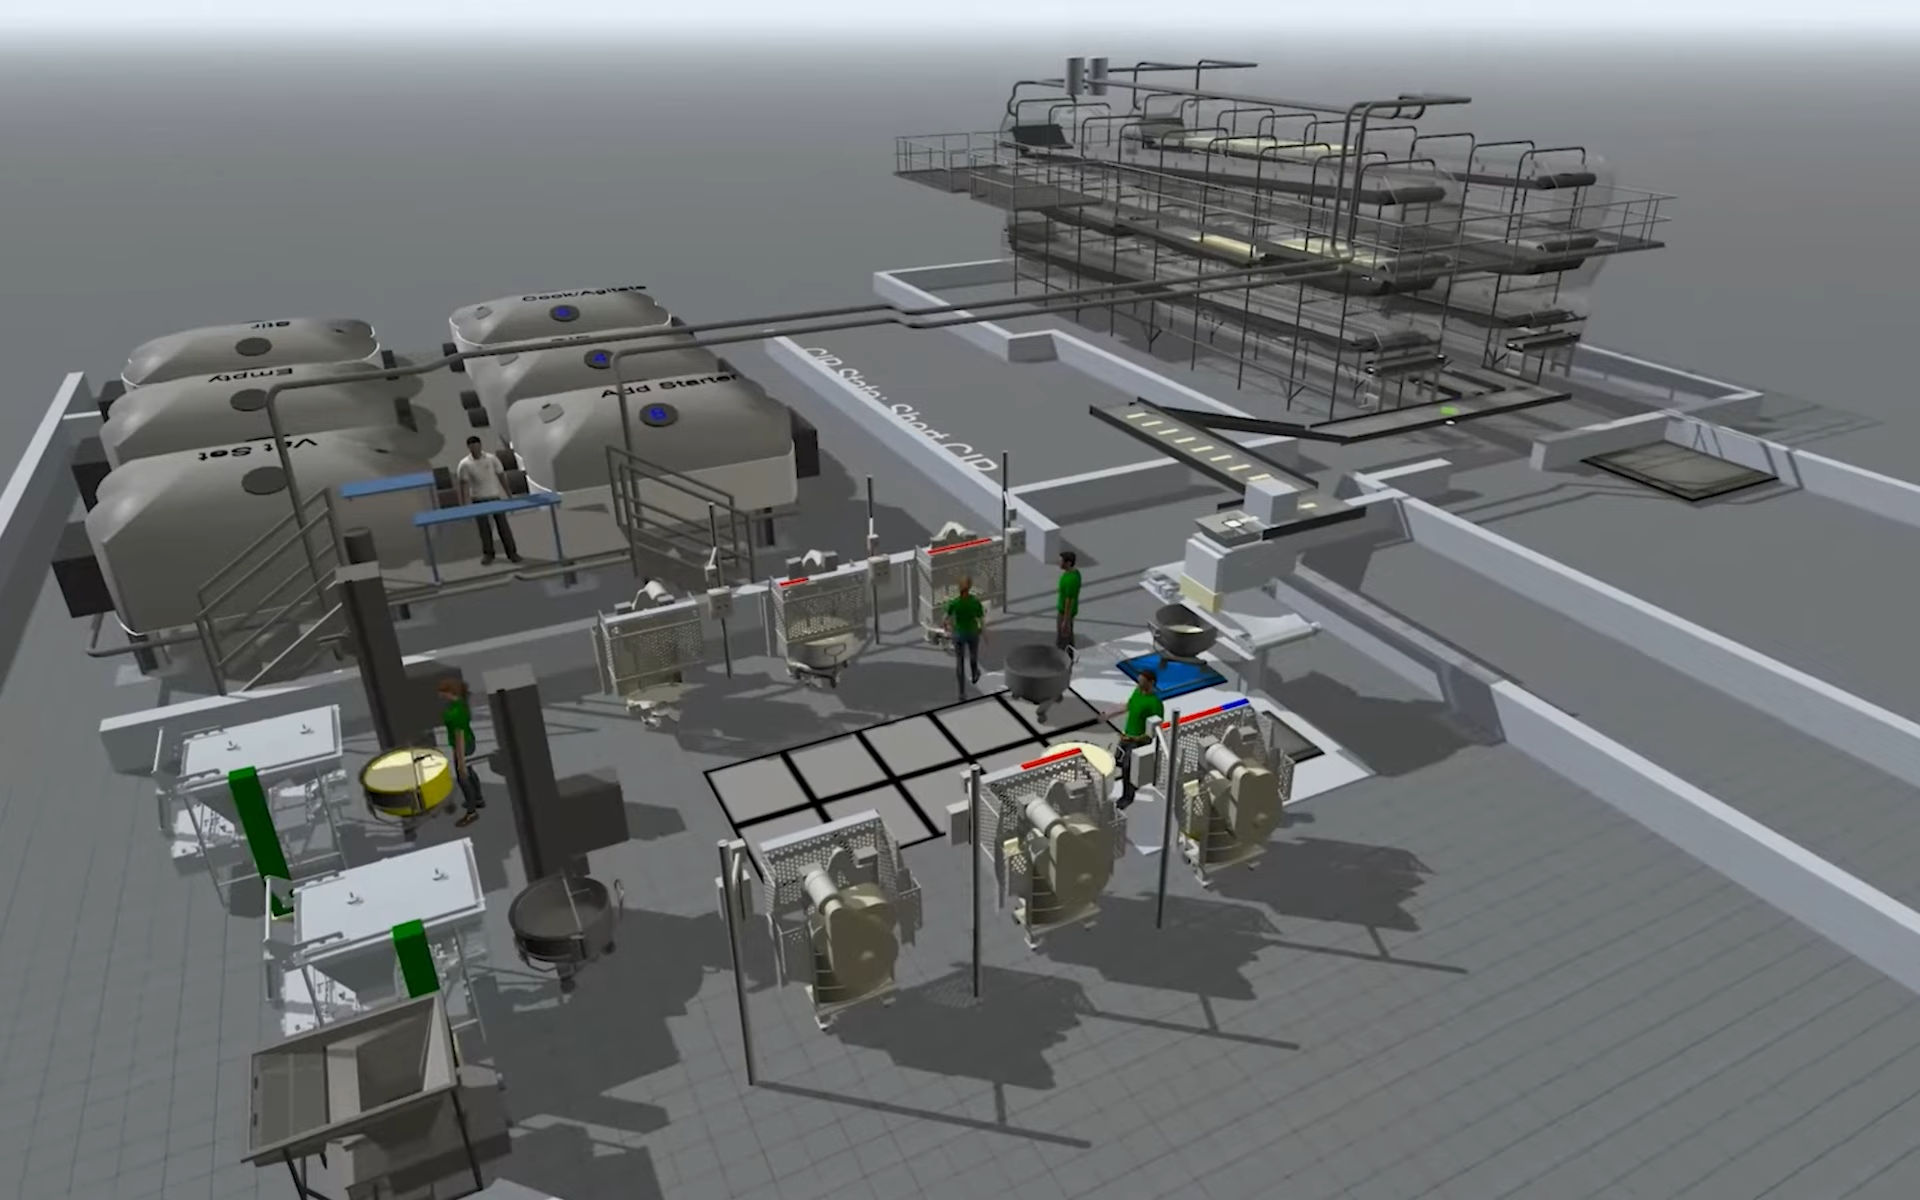 Cook/Agitate
Stir
Empty
Add Starter
Vat Set
B
A
B
CIP State: Short CIP